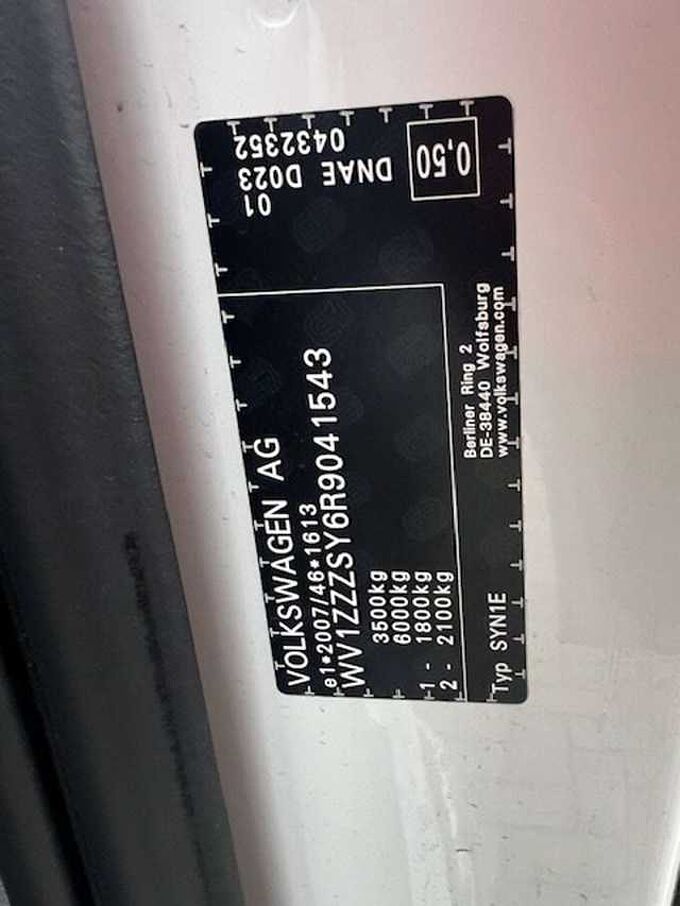 VOLKSWAGEN AG
e1*2007/46*1613
WV1ZZZSY6R9041543
3500kg
6000kg
1 - 1800kg
2 - 2100kg
Typ SYN1E
Berliner Ring 2
DE-38440 Wolfsburg
www.volkswagen.com
0432352
01 DNAE D023
0,50